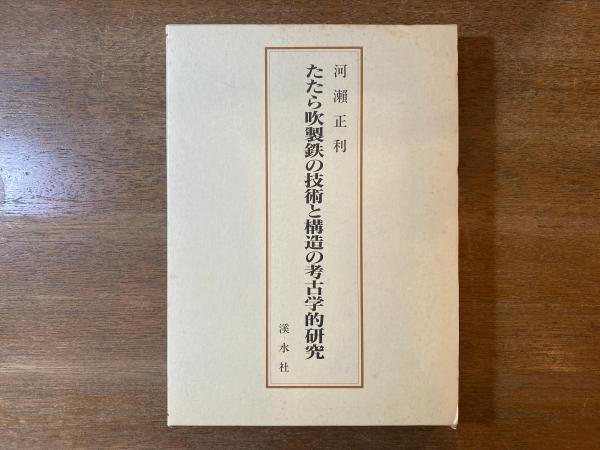 河瀨正利
たたら吹製鉄の技術と構造の考古学的研究
溪水社